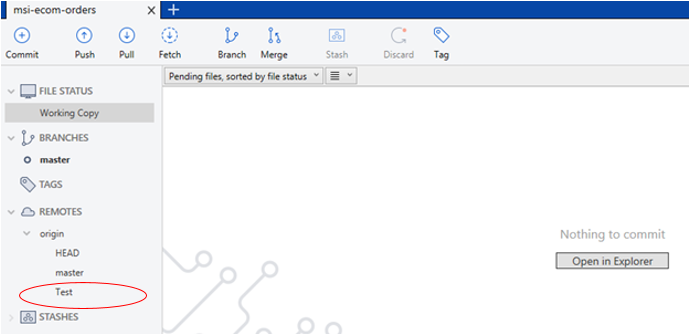 msi-ecom-orders
Commit Push Pull Fetch Branch Merge Stash Discard Tag
Pending files, sorted by file status
FILE STATUS
Working Copy
BRANCHES
master
TAGS
REMOTES
origin
HEAD
master
Test
STASHES
Nothing to commit
Open in Explorer